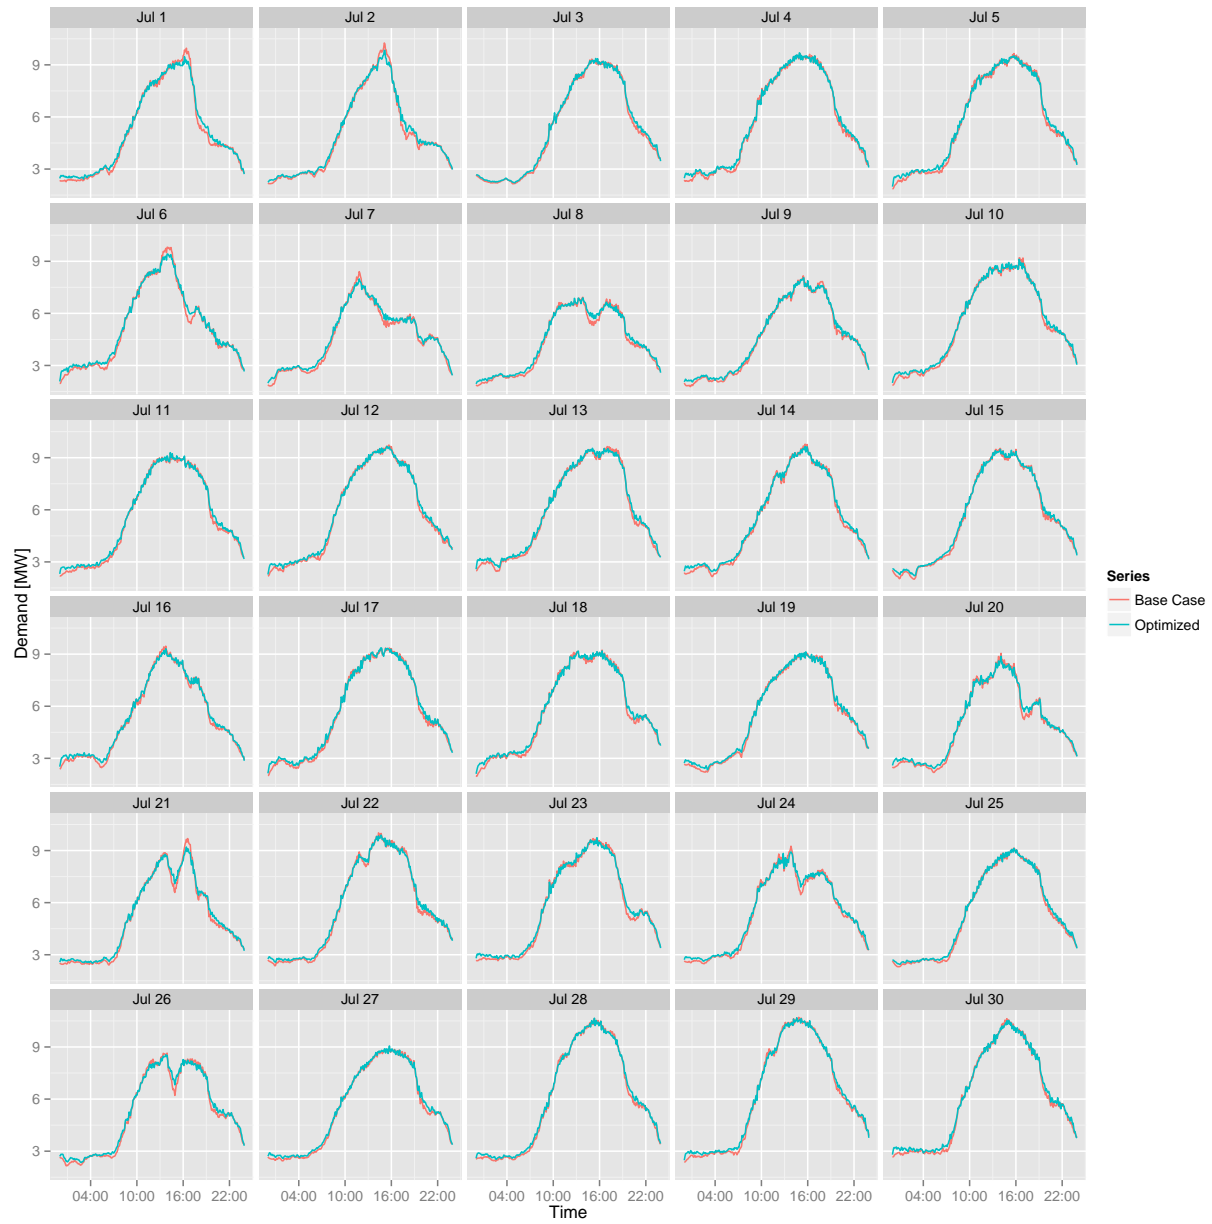 Jul 1 Jul 2 Jul 3 Jul 4 Jul 5
9
6
3
Jul 6 Jul 7 Jul 8 Jul 9 Jul 10
9
6
3
Jul 11 Jul 12 Jul 13 Jul 14 Jul 15
9
6
3
Demand [MW]
Series
Base Case
Optimized
Jul 16 Jul 17 Jul 18 Jul 19 Jul 20
9
6
3
Jul 21 Jul 22 Jul 23 Jul 24 Jul 25
9
6
3
Jul 26 Jul 27 Jul 28 Jul 29 Jul 30
9
6
3
04:00 10:00 16:00 22:00 04:00 10:00 16:00 22:00 04:00 10:00 16:00 22:00 04:00 10:00 16:00 22:00 04:00 10:00 16:00 22:00
Time